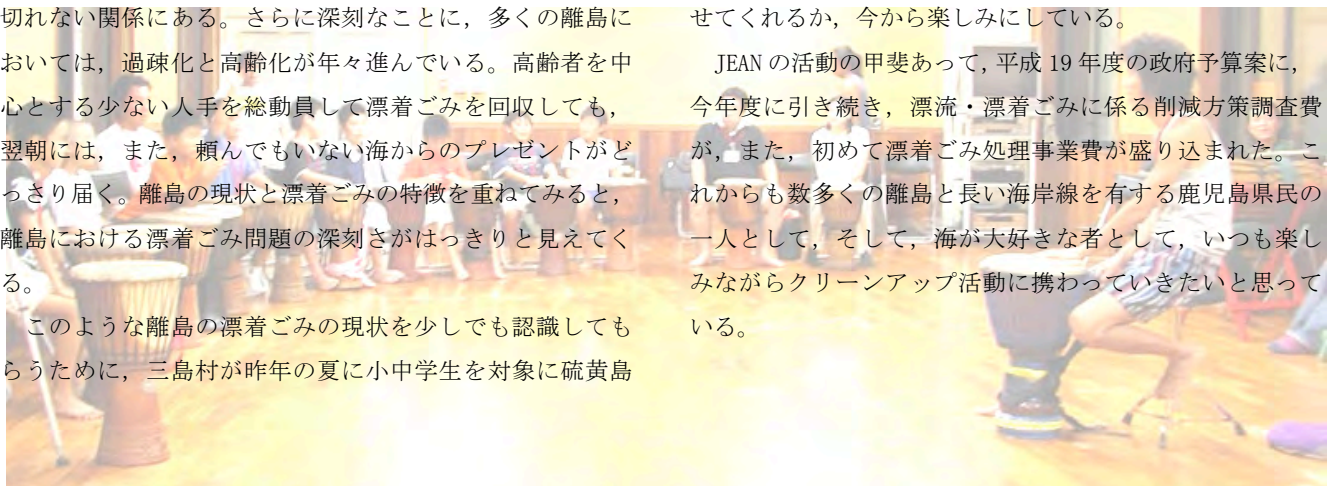 切れない関係にある。さらに深刻なことに，多くの離島に
おいては，過疎化と高齢化が年々進んでいる。高齢者を中
心とする少ない人手を総動員して漂着ごみを回収しても，
翌朝には，また，頼んでもいない海からのプレゼントがど
っさり届く。離島の現状と漂着ごみの特徴を重ねてみると，
離島における漂着ごみ問題の深刻さがはっきりと見えてく
る。
このような離島の漂着ごみの現状を少しでも認識しても
らうために，三島村が昨年の夏に小中学生を対象に硫黄島
せてくれるか，今から楽しみにしている。
JEAN の活動の甲斐あって，平成 19 年度の政府予算案に，
今年度に引き続き，漂流・漂着ごみに係る削減方策調査費
が，また，初めて漂着ごみ処理事業費が盛り込まれた。こ
れからも数多くの離島と長い海岸線を有する鹿児島県民の
一人として，そして，海が大好きな者として，いつも楽し
みながらクリーンアップ活動に携わっていきたいと思って
いる。